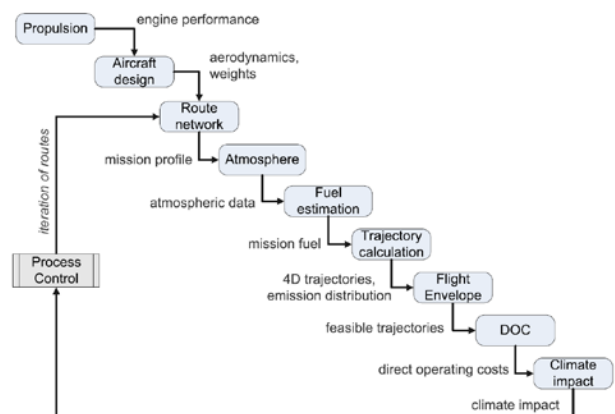 Propulsion
engine performance
Aircraft
design
aerodynamics,
weights
Route
network
iteration of routes
mission profile
Atmosphere
atmospheric data
Fuel
estimation
mission fuel
Trajectory
calculation
Process
Control
4D trajectories,
emission distribution
Flight
Envelope
feasible trajectories
DOC
direct operating costs
Climate
impact
climate impact